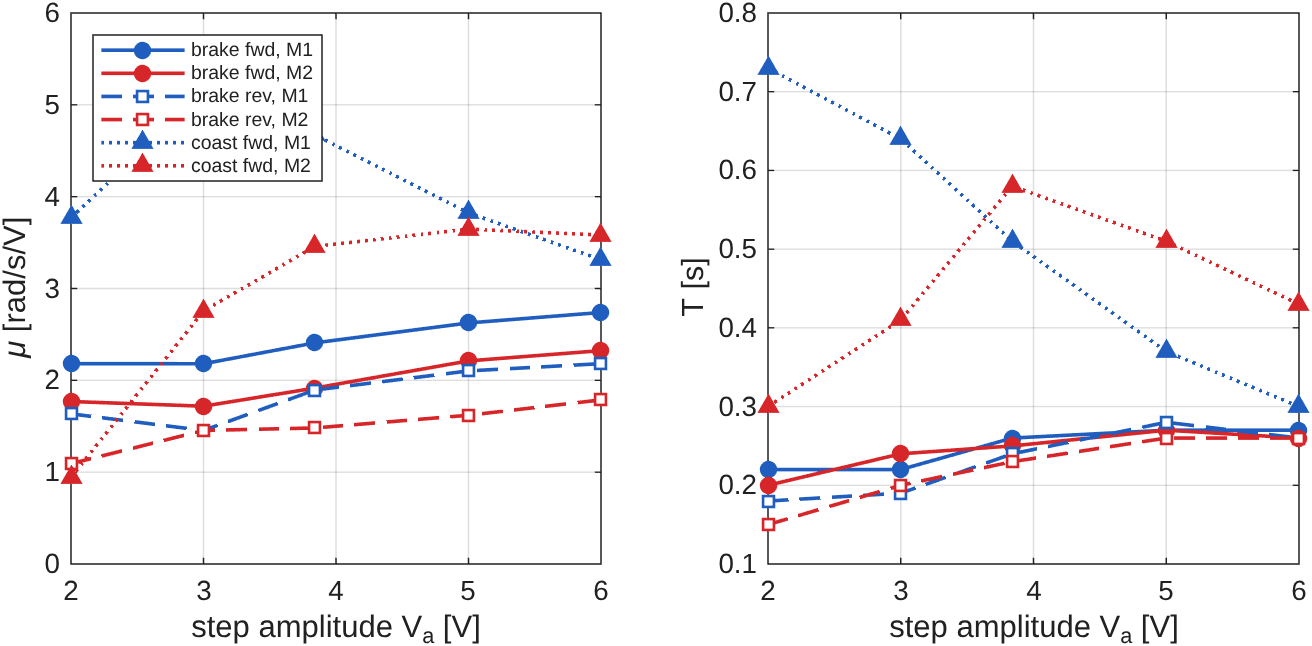 6
5
4
3
2
1
0
μ [rad/s/V]
brake fwd, M1
brake fwd, M2
brake rev, M1
brake rev, M2
coast fwd, M1
coast fwd, M2
2 3 4 5 6
step amplitude Vₐ [V]
0.8
0.7
0.6
0.5
0.4
0.3
0.2
0.1
T [s]
2 3 4 5 6
step amplitude Vₐ [V]